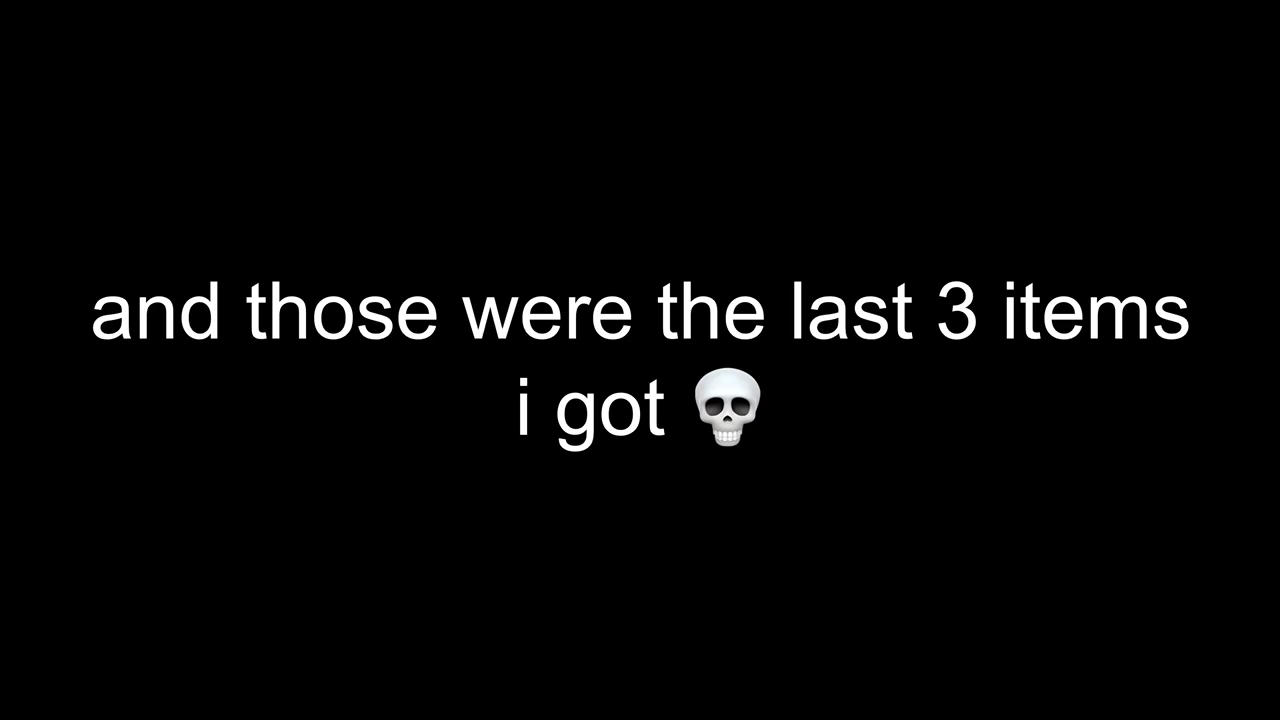 and those were the last 3 items
i got 💀